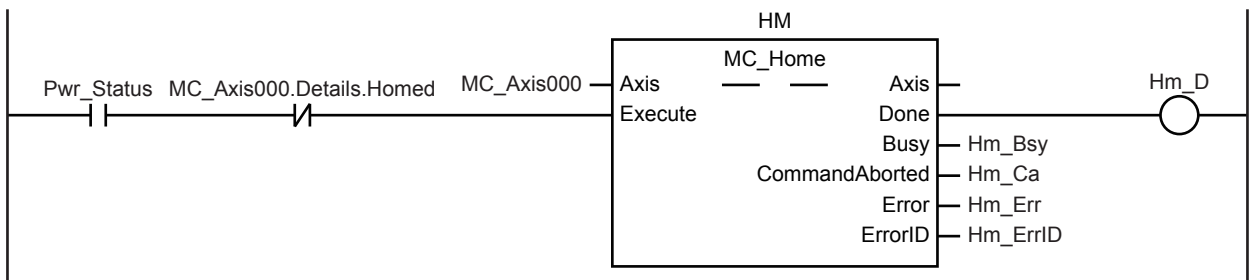 HM
MC_Home
Pwr_Status MC_Axis000.Details.Homed MC_Axis000 Axis Axis Hm_D
Execute Done
Busy Hm_Bsy
CommandAborted Hm_Ca
Error Hm_Err
ErrorID Hm_ErrID